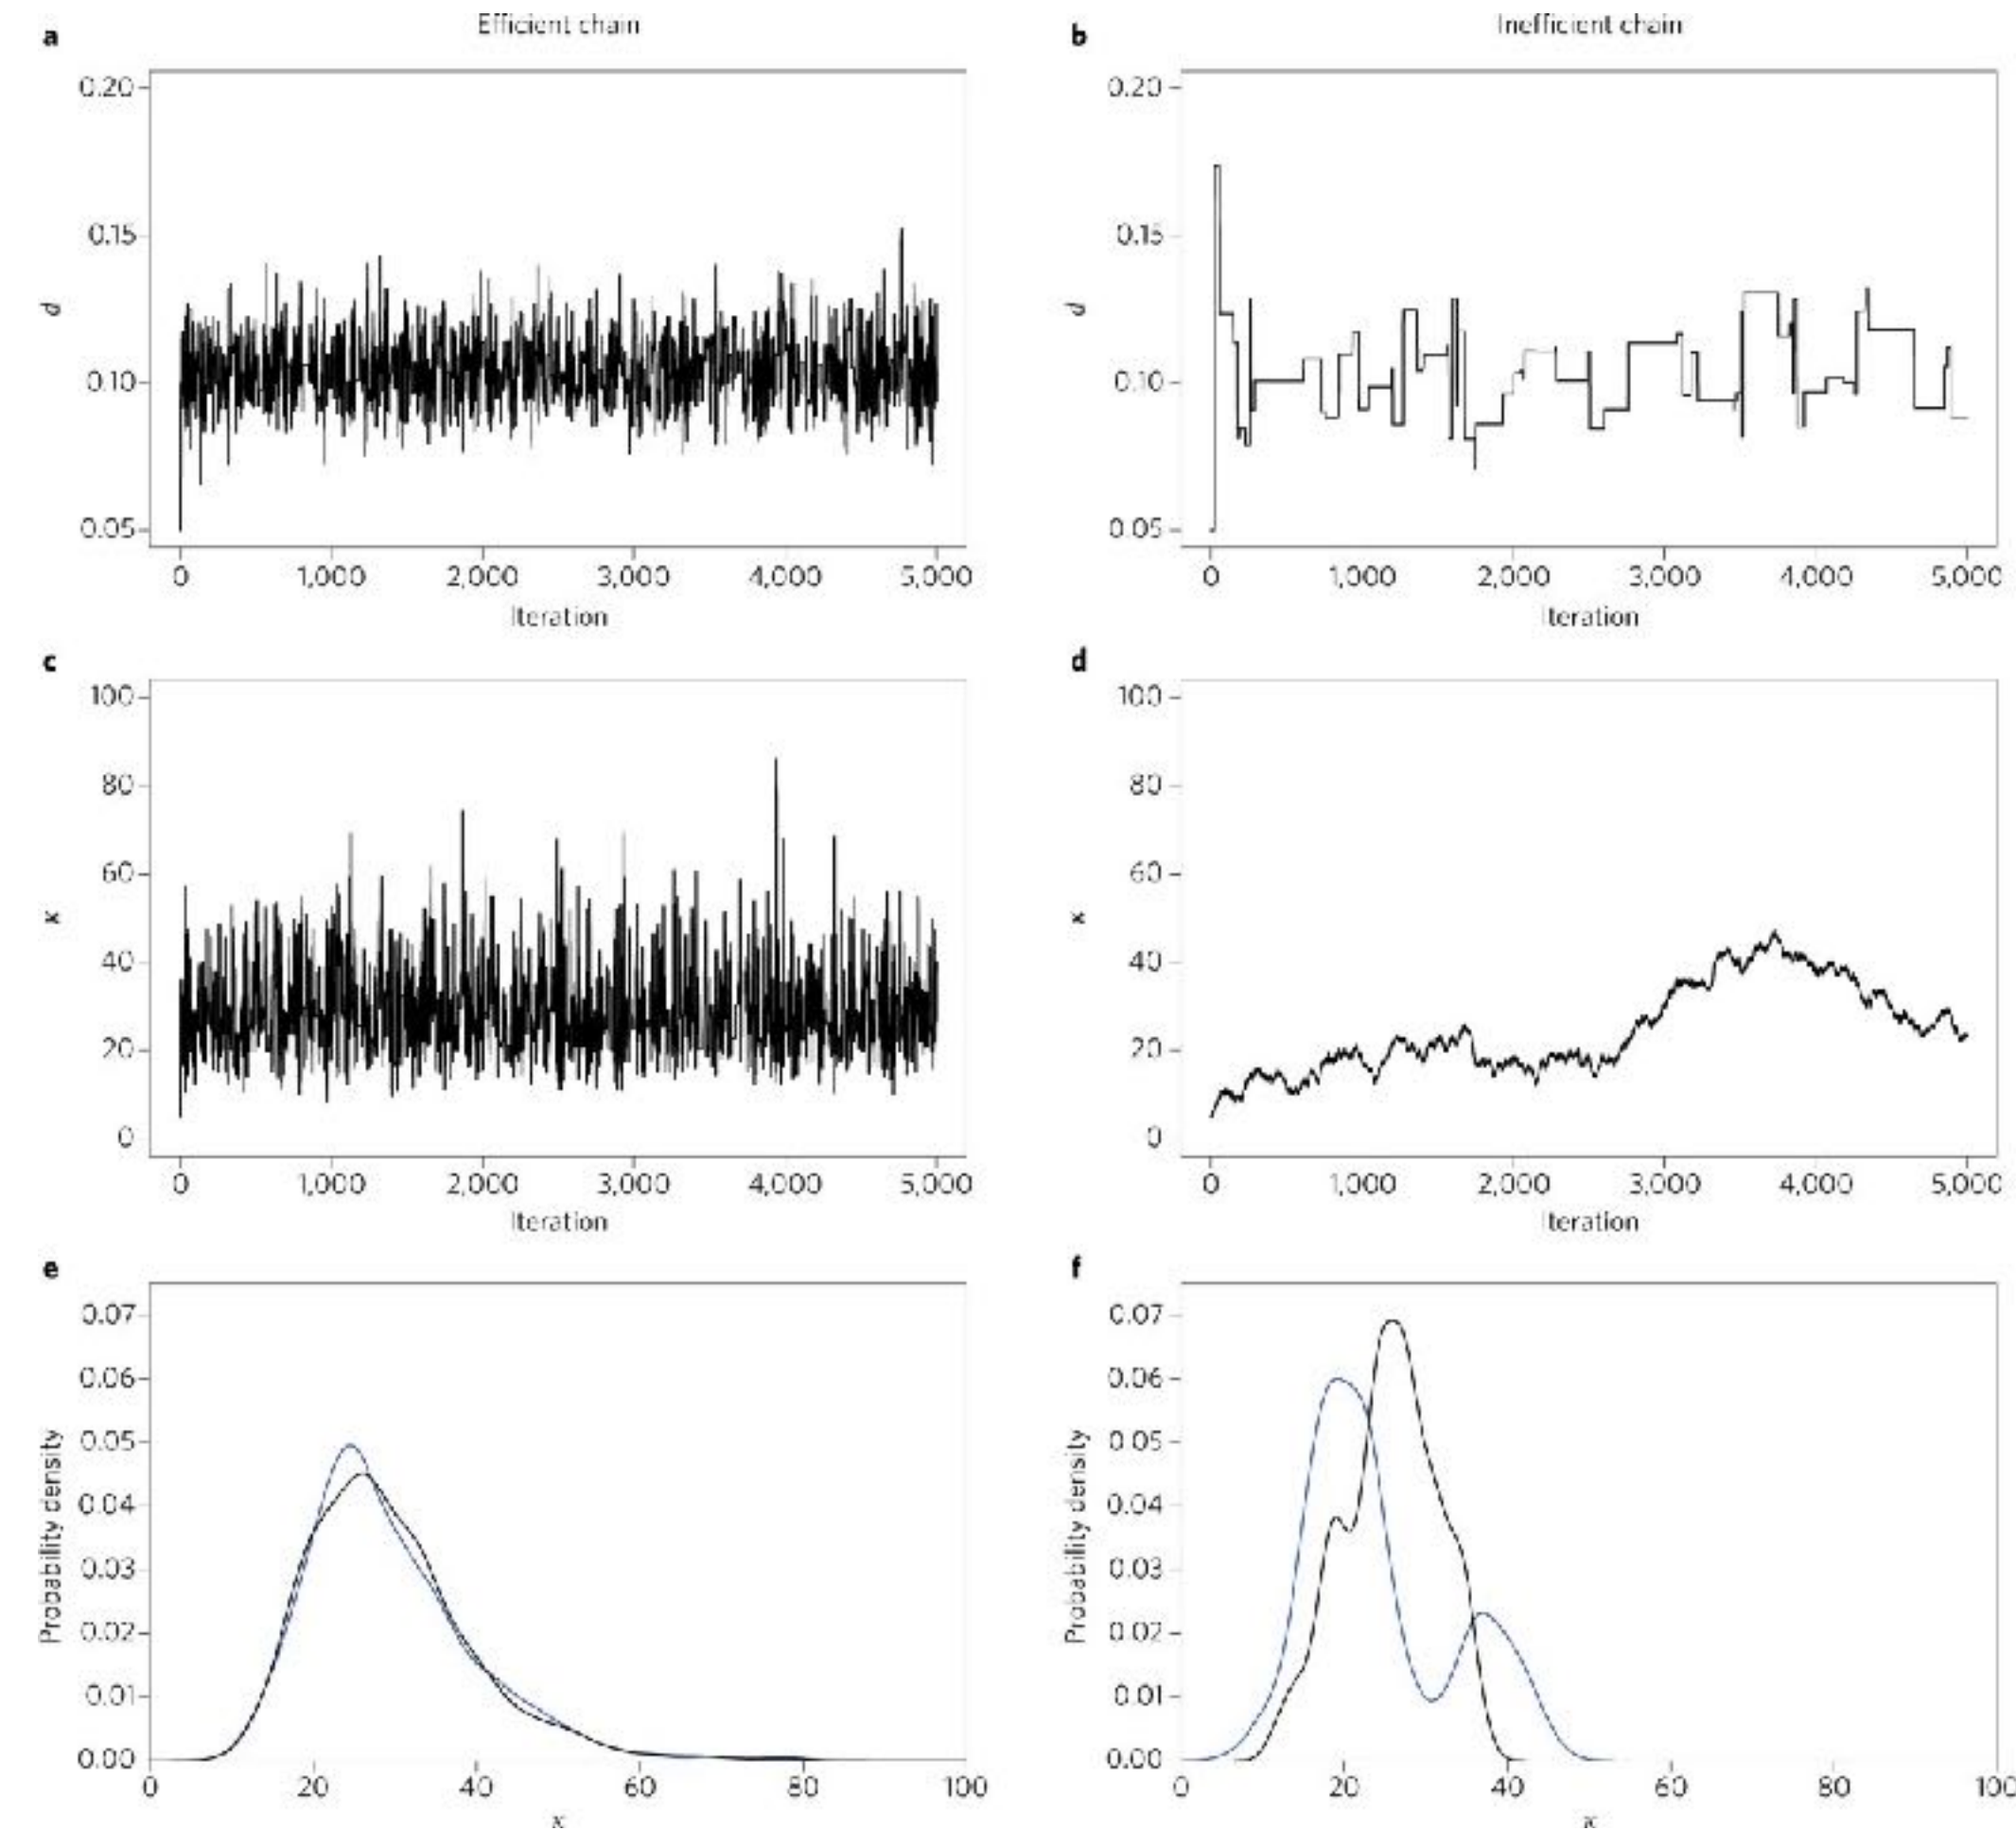 Efficient chain
Inefficient chain
a
0.20
0.15
0.10
0.05
d
0 1,000 2,000 3,000 4,000 5,000
Iteration
b
0.20
0.15
0.10
0.05
d
0 1,000 2,000 3,000 4,000 5,000
Iteration
c
100
80
60
40
20
0
κ
0 1,000 2,000 3,000 4,000 5,000
Iteration
d
100
80
60
40
20
0
κ
0 1,000 2,000 3,000 4,000 5,000
Iteration
e
0.07
0.06
0.05
0.04
0.03
0.02
0.01
0.00
Probability density
0 20 40 60 80 100
κ
f
0.07
0.06
0.05
0.04
0.03
0.02
0.01
0.00
Probability density
0 20 40 60 80 100
κ